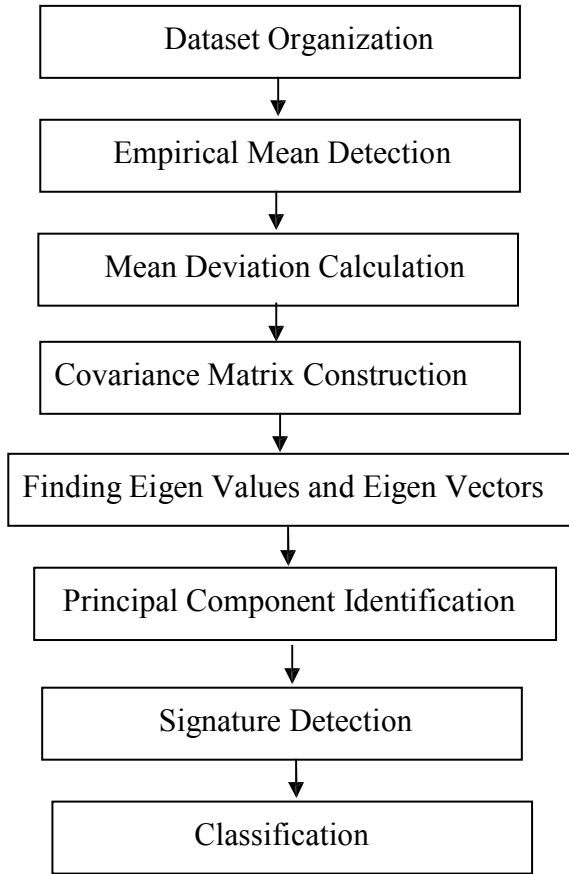 Dataset Organization
Empirical Mean Detection
Mean Deviation Calculation
Covariance Matrix Construction
Finding Eigen Values and Eigen Vectors
Principal Component Identification
Signature Detection
Classification